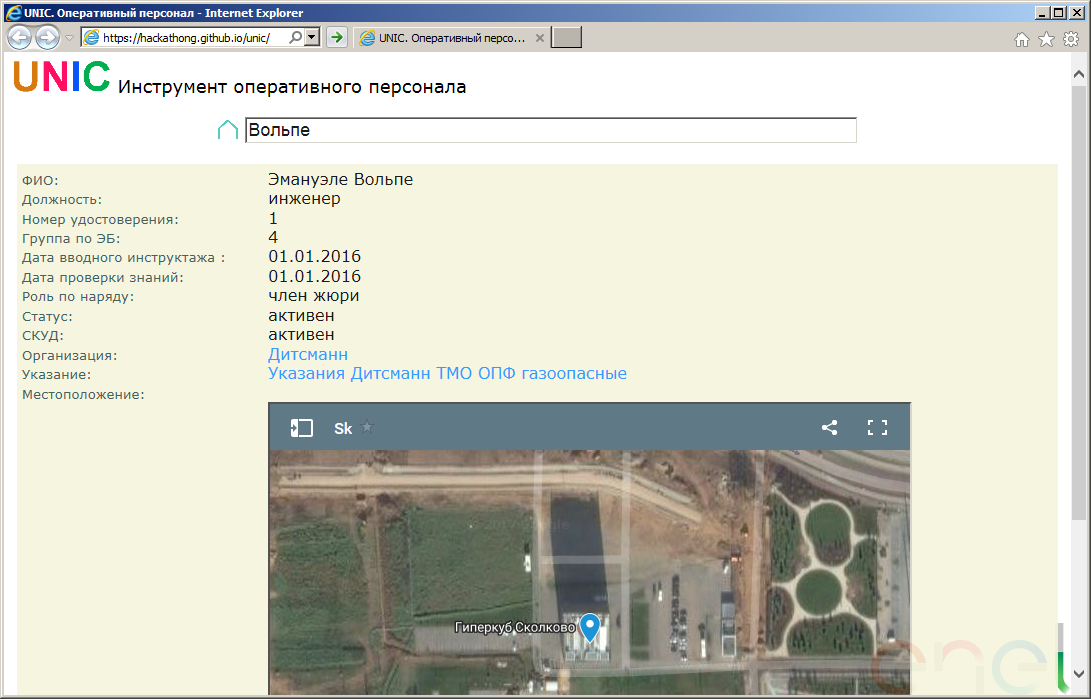 UNIC. Оперативный персонал - Internet Explorer
https://hackathong.github.io/unic/
UNIC. Оперативный персо...
UNIC Инструмент оперативного персонала
Вольпе
ФИО: Эмануэле Вольпе
Должность: инженер
Номер удостоверения: 1
Группа по ЭБ: 4
Дата вводного инструктажа : 01.01.2016
Дата проверки знаний: 01.01.2016
Роль по наряду: член жюри
Статус: активен
СКУД: активен
Организация: Дитсманн
Указание: Указания Дитсманн ТМО ОПФ газоопасные
Местоположение:
Sk
Гиперкуб Сколково
enel